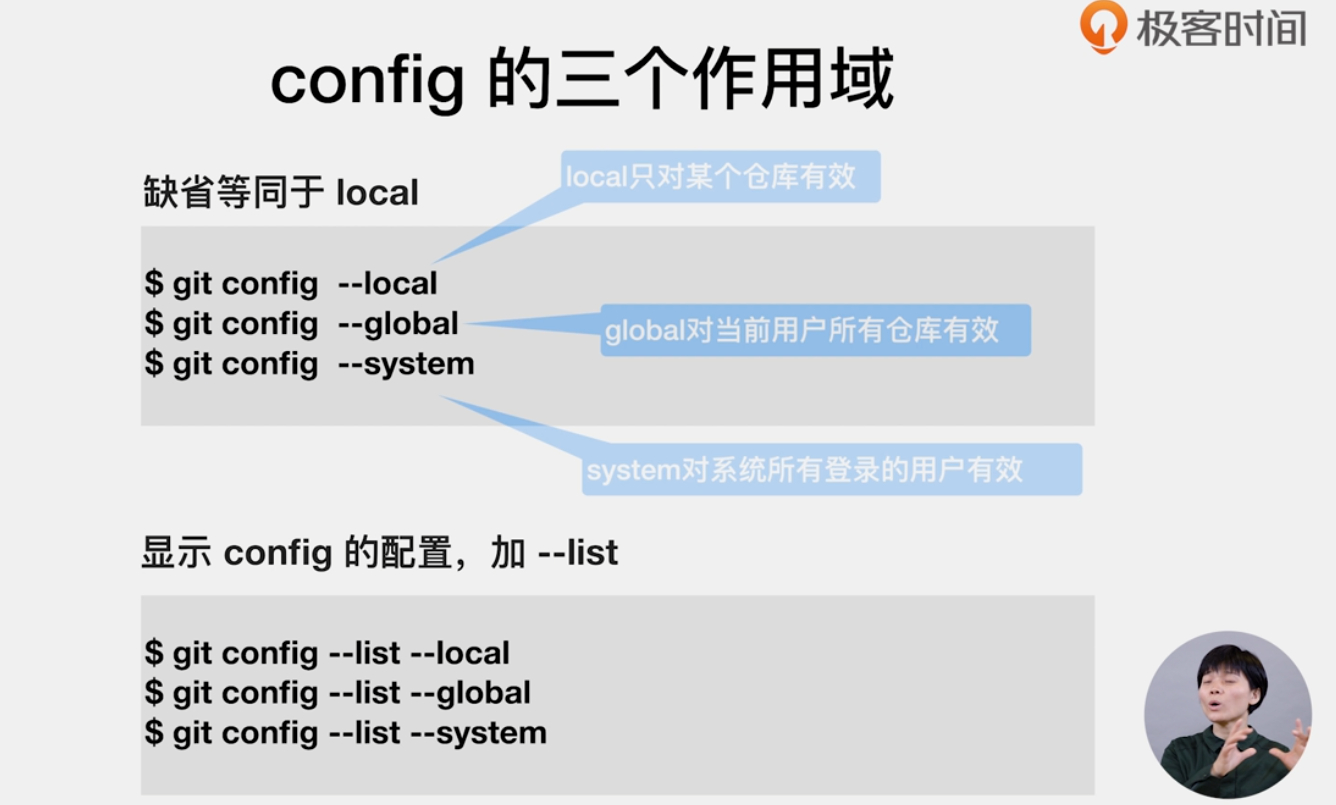 极客时间
config 的三个作用域
local只对某个仓库有效
缺省等同于 local
$ git config  --local
$ git config  --global
global对当前用户所有仓库有效
$ git config  --system
system对系统所有登录的用户有效
显示 config 的配置，加 --list
$ git config --list --local
$ git config --list --global
$ git config --list --system